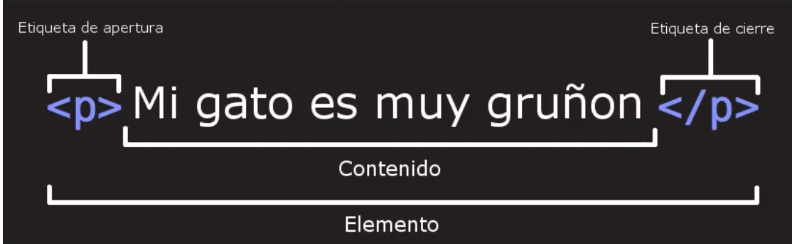 Etiqueta de apertura
Etiqueta de cierre
<p> Mi gato es muy gruñon </p>
Contenido
Elemento